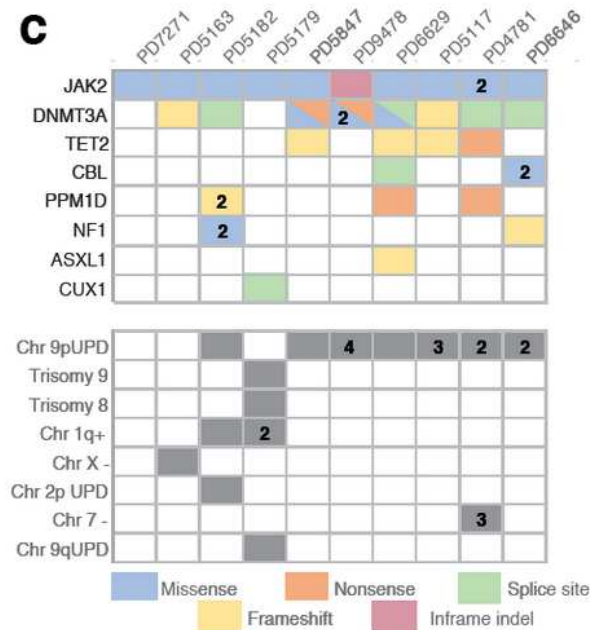 C
PD7271 PD5163 PD5182 PD5179 PD5847 PD9478 PD6629 PD5117 PD4781 PD6646
JAK2 2
DNMT3A 2
TET2
CBL 2
PPM1D 2
NF1 2
ASXL1
CUX1
Chr 9pUPD 4 3 2 2
Trisomy 9
Trisomy 8
Chr 1q+ 2
Chr X -
Chr 2p UPD
Chr 7 - 3
Chr 9qUPD
Missense Nonsense Splice site
Frameshift Inframe indel